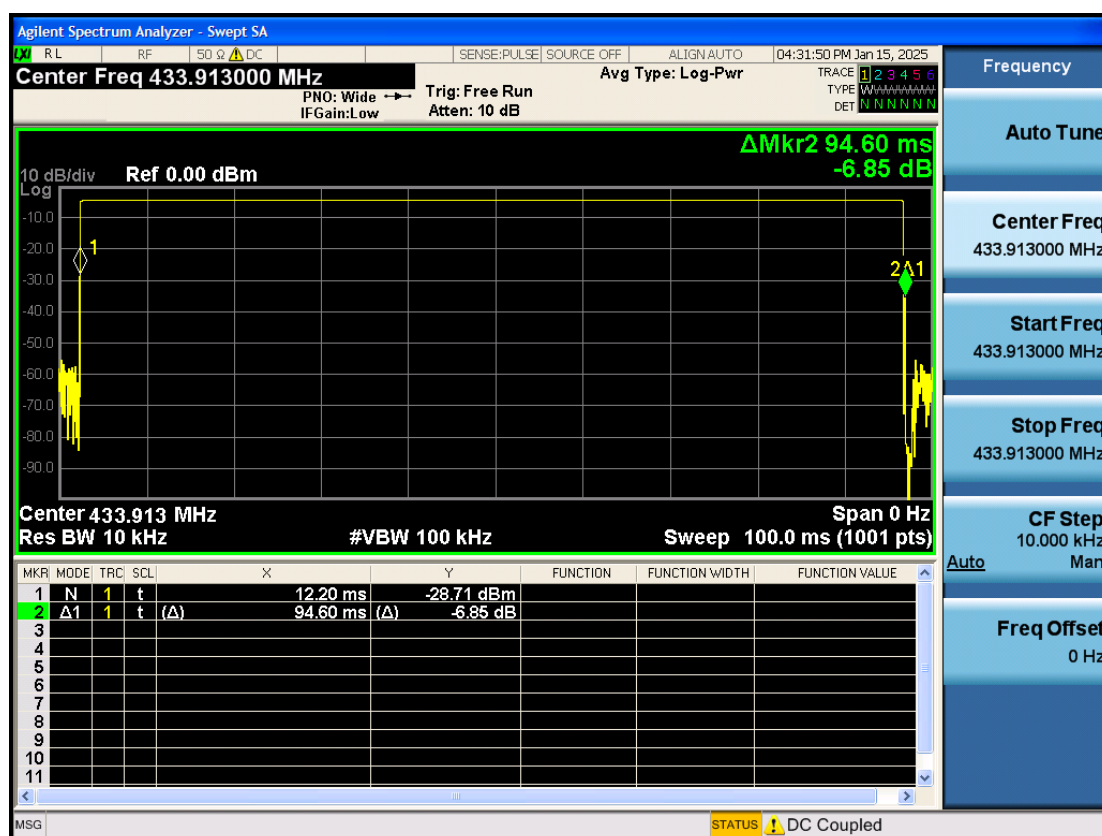 Agilent Spectrum Analyzer - Swept SA
LXI RL RF 50 Ω DC SENSE:PULSE SOURCE OFF ALIGN AUTO 04:31:50 PM Jan 15, 2025
Center Freq 433.913000 MHz
PNO: Wide
IFGain:Low
Trig: Free Run
Atten: 10 dB
Avg Type: Log-Pwr
TRACE 1 2 3 4 5 6
TYPE WWWWWW
DET N N N N N N
ΔMkr2 94.60 ms
-6.85 dB
10 dB/div
Log
Ref 0.00 dBm
-10.0
-20.0
-30.0
-40.0
-50.0
-60.0
-70.0
-80.0
-90.0
1
2Δ1
Center 433.913 MHz
Res BW 10 kHz
#VBW 100 kHz
Span 0 Hz
Sweep 100.0 ms (1001 pts)
MKR MODE TRC SCL X Y FUNCTION FUNCTION WIDTH FUNCTION VALUE
1 N 1 t 12.20 ms -28.71 dBm
2 Δ1 1 t (Δ) 94.60 ms (Δ) -6.85 dB
3
4
5
6
7
8
9
10
11
MSG
STATUS DC Coupled
Frequency
Auto Tune
Center Freq
433.913000 MHz
Start Freq
433.913000 MHz
Stop Freq
433.913000 MHz
CF Step
10.000 kHz
Auto Man
Freq Offset
0 Hz